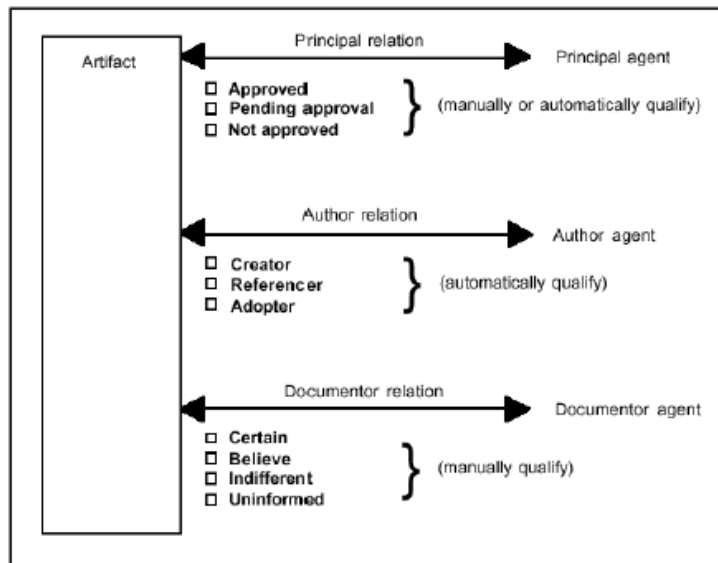 Artifact
Principal relation
Principal agent
☐ Approved
☐ Pending approval
☐ Not approved
(manually or automatically qualify)
Author relation
Author agent
☐ Creator
☐ Referencer
☐ Adopter
(automatically qualify)
Documentor relation
Documentor agent
☐ Certain
☐ Believe
☐ Indifferent
☐ Uninformed
(manually qualify)